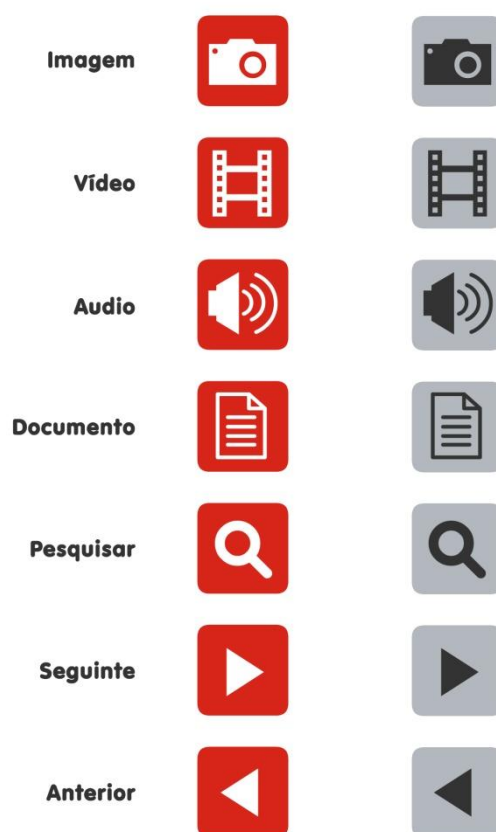 Imagem
Vídeo
Audio
Documento
Pesquisar
Seguinte
Anterior